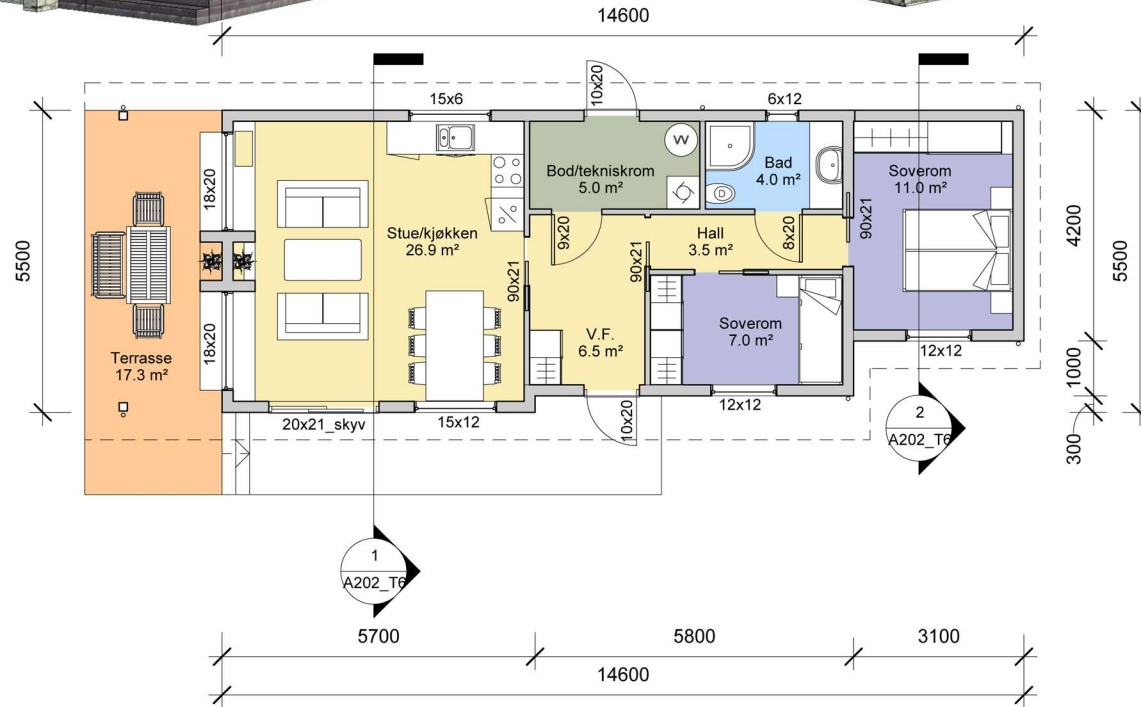 14600
15x6
10x20
6x12
5500
18x20
Bod/tekniskrom
5.0 m²
W
Bad
4.0 m²
Soverom
11.0 m²
4200
5500
Stue/kjøkken
26.9 m²
9x20
Hall
3.5 m²
8x20
90x21
90x21
90x21
18x20
Terrasse
17.3 m²
V.F.
6.5 m²
Soverom
7.0 m²
12x12
1000
20x21_skyv
15x12
10x20
12x12
300
2
A202_T6
1
A202_T6
5700
5800
3100
14600